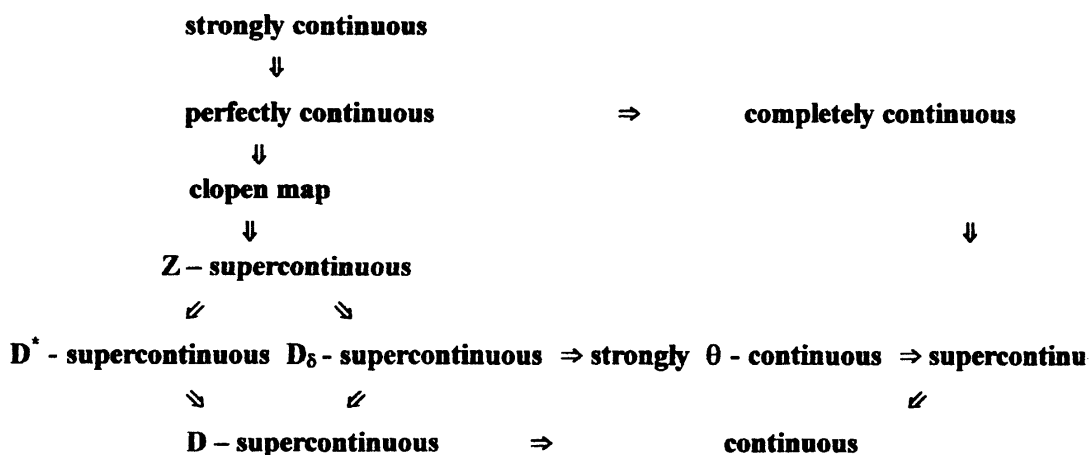 strongly continuous
⇓
perfectly continuous ⇒ completely continuous
⇓
clopen map
⇓ ⇓
Z – supercontinuous
⇙ ⇘
D* - supercontinuous Dδ - supercontinuous ⇒ strongly θ - continuous ⇒ supercontinu
⇘ ⇙ ⇙
D – supercontinuous ⇒ continuous